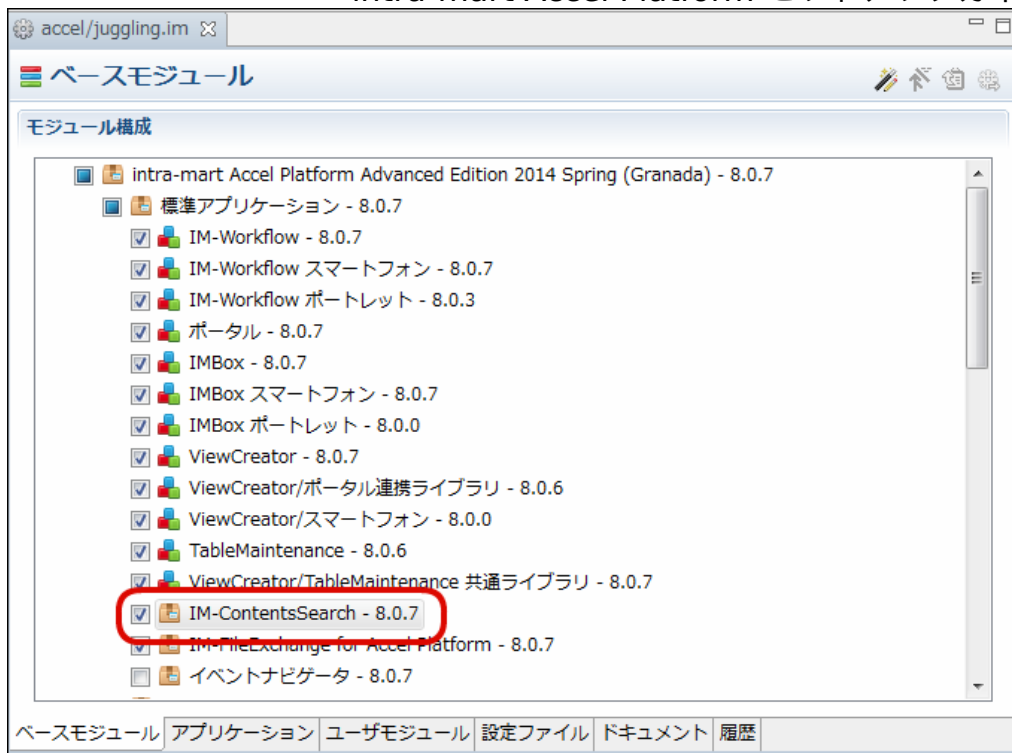 accel/juggling.im
ベースモジュール
モジュール構成
intra-mart Accel Platform Advanced Edition 2014 Spring (Granada) - 8.0.7
標準アプリケーション - 8.0.7
IM-Workflow - 8.0.7
IM-Workflow スマートフォン - 8.0.7
IM-Workflow ポートレット - 8.0.3
ポータル - 8.0.7
IMBox - 8.0.7
IMBox スマートフォン - 8.0.7
IMBox ポートレット - 8.0.0
ViewCreator - 8.0.7
ViewCreator/ポータル連携ライブラリ - 8.0.6
ViewCreator/スマートフォン - 8.0.0
TableMaintenance - 8.0.6
ViewCreator/TableMaintenance 共通ライブラリ - 8.0.7
IM-ContentsSearch - 8.0.7
IM-FileExchange for Accel Platform - 8.0.7
イベントナビゲータ - 8.0.7
ベースモジュール アプリケーション ユーザモジュール 設定ファイル ドキュメント 履歴